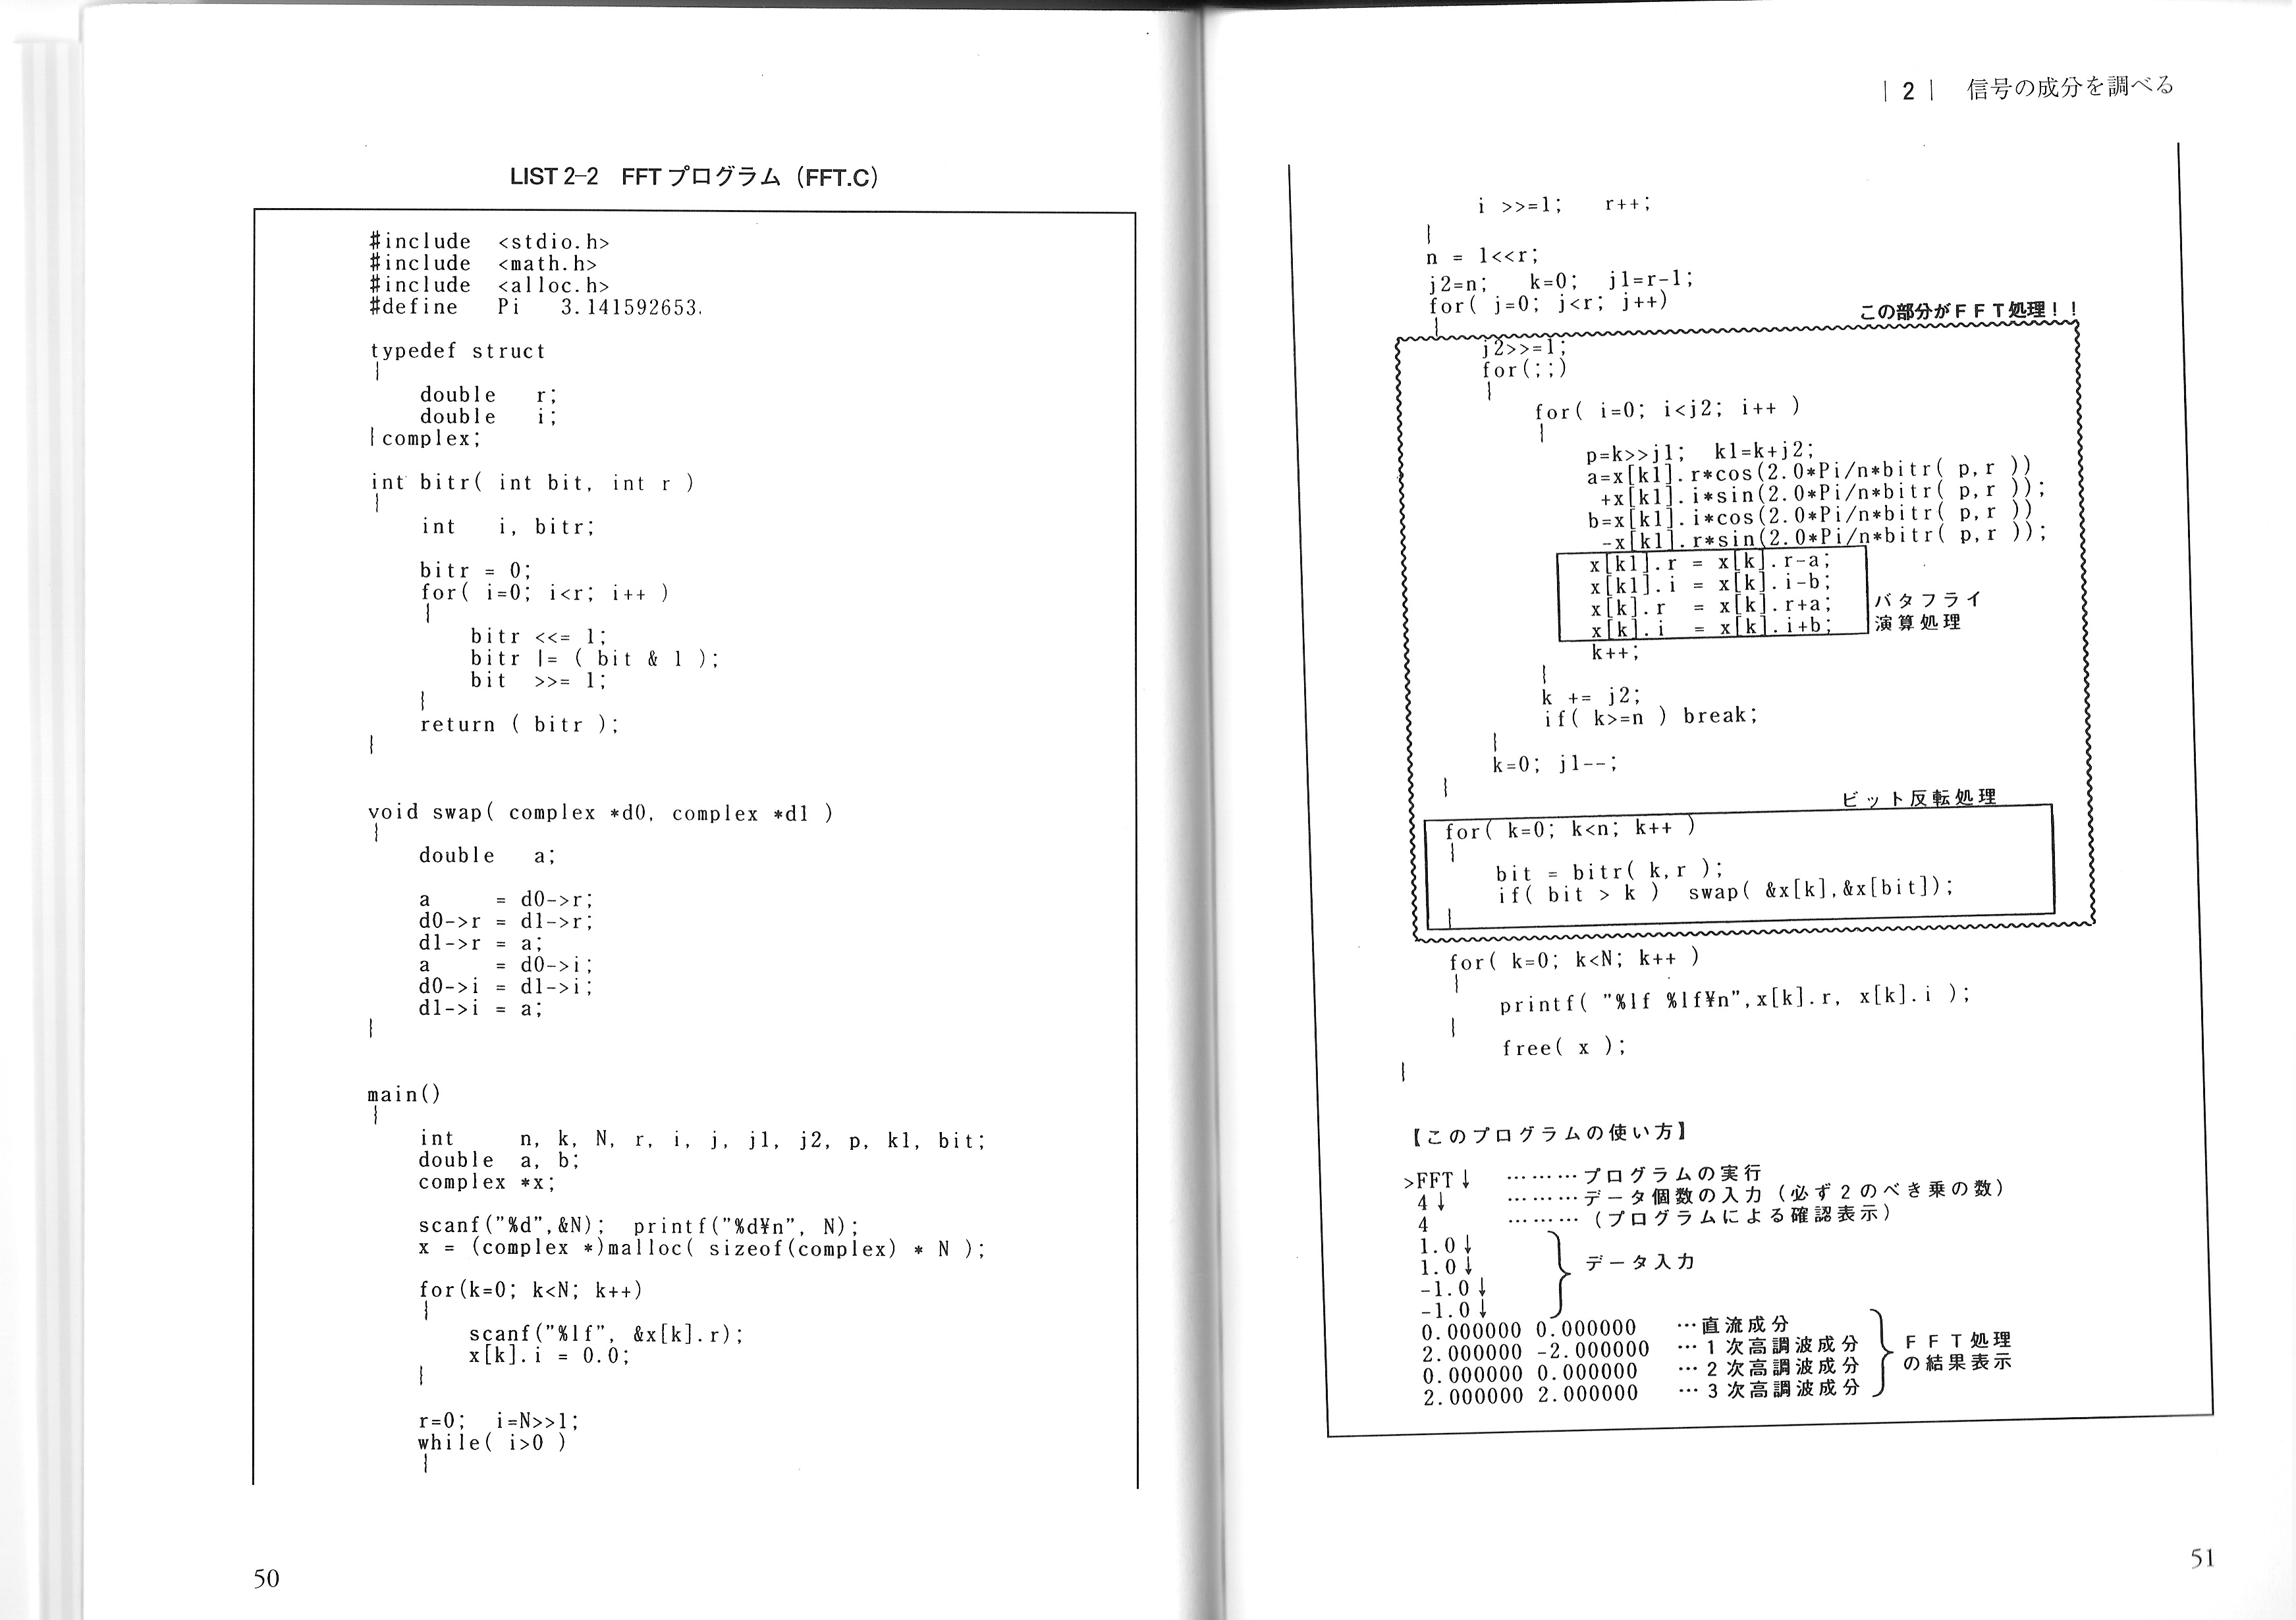 LIST 2-2 FFT プログラム (FFT.C)
#include <stdio.h>
#include <math.h>
#include <alloc.h>
#define Pi 3.141592653
typedef struct
{
double r;
double i;
}complex;
int bitr( int bit, int r )
{
int i, bitr;
bitr = 0;
for( i=0; i<r; i++ )
{
bitr <<= 1;
bitr |= ( bit & 1 );
bit >>= 1;
}
return ( bitr );
}
void swap( complex *d0, complex *d1 )
{
double a;
a = d0->r;
d0->r = d1->r;
d1->r = a;
a = d0->i;
d0->i = d1->i;
d1->i = a;
}
main()
{
int n, k, N, r, i, j, j1, j2, p, k1, bit;
double a, b;
complex *x;
scanf("%d",&N); printf("%d¥n", N);
x = (complex *)malloc( sizeof(complex) * N );
for(k=0; k<N; k++)
{
scanf("%lf", &x[k].r);
x[k].i = 0.0;
}
r=0; i=N>>1;
while( i>0 )
{
50
| 2 | 信号の成分を調べる
i >>=1; r++;
}
n = 1<<r;
j2=n; k=0; j1=r-1;
for( j=0; j<r; j++)
{
この部分がFFT処理!!
j2>>=1;
for(;;)
{
for( i=0; i<j2; i++ )
{
p=k>>j1; k1=k+j2;
a=x[k1].r*cos(2.0*Pi/n*bitr( p,r ))
+x[k1].i*sin(2.0*Pi/n*bitr( p,r ));
b=x[k1].i*cos(2.0*Pi/n*bitr( p,r ))
-x[k1].r*sin(2.0*Pi/n*bitr( p,r ));
x[k1].r = x[k].r-a;
x[k1].i = x[k].i-b;
x[k].r = x[k].r+a;
x[k].i = x[k].i+b;
バタフライ
演算処理
k++;
}
k += j2;
if( k>=n ) break;
}
k=0; j1--;
}
ビット反転処理
for( k=0; k<n; k++ )
{
bit = bitr( k,r );
if( bit > k ) swap( &x[k],&x[bit]);
}
for( k=0; k<N; k++ )
{
printf( "%lf %lf¥n",x[k].r, x[k].i );
}
free( x );
}
【このプログラムの使い方】
>FFT↓ ………プログラムの実行
4↓ ………データ個数の入力(必ず2のべき乗の数)
4 ………(プログラムによる確認表示)
1.0↓
1.0↓ データ入力
-1.0↓
-1.0↓
0.000000 0.000000 …直流成分
2.000000 -2.000000 …1次高調波成分
0.000000 0.000000 …2次高調波成分
2.000000 2.000000 …3次高調波成分
FFT処理
の結果表示
51